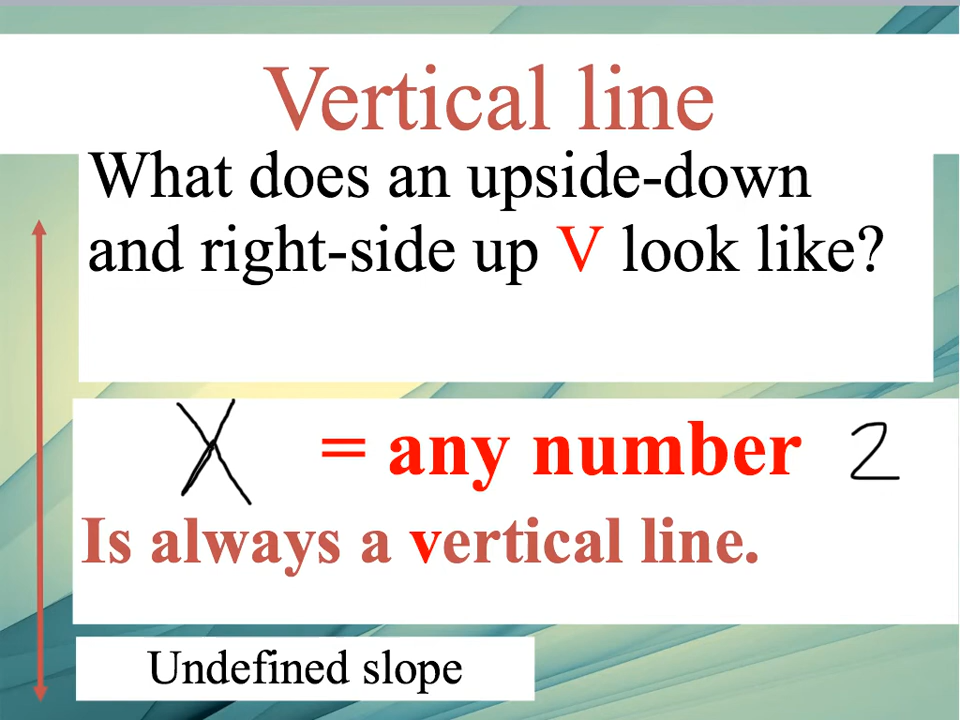 Vertical line
What does an upside-down
and right-side up V look like?
X = any number 2
Is always a vertical line.
Undefined slope